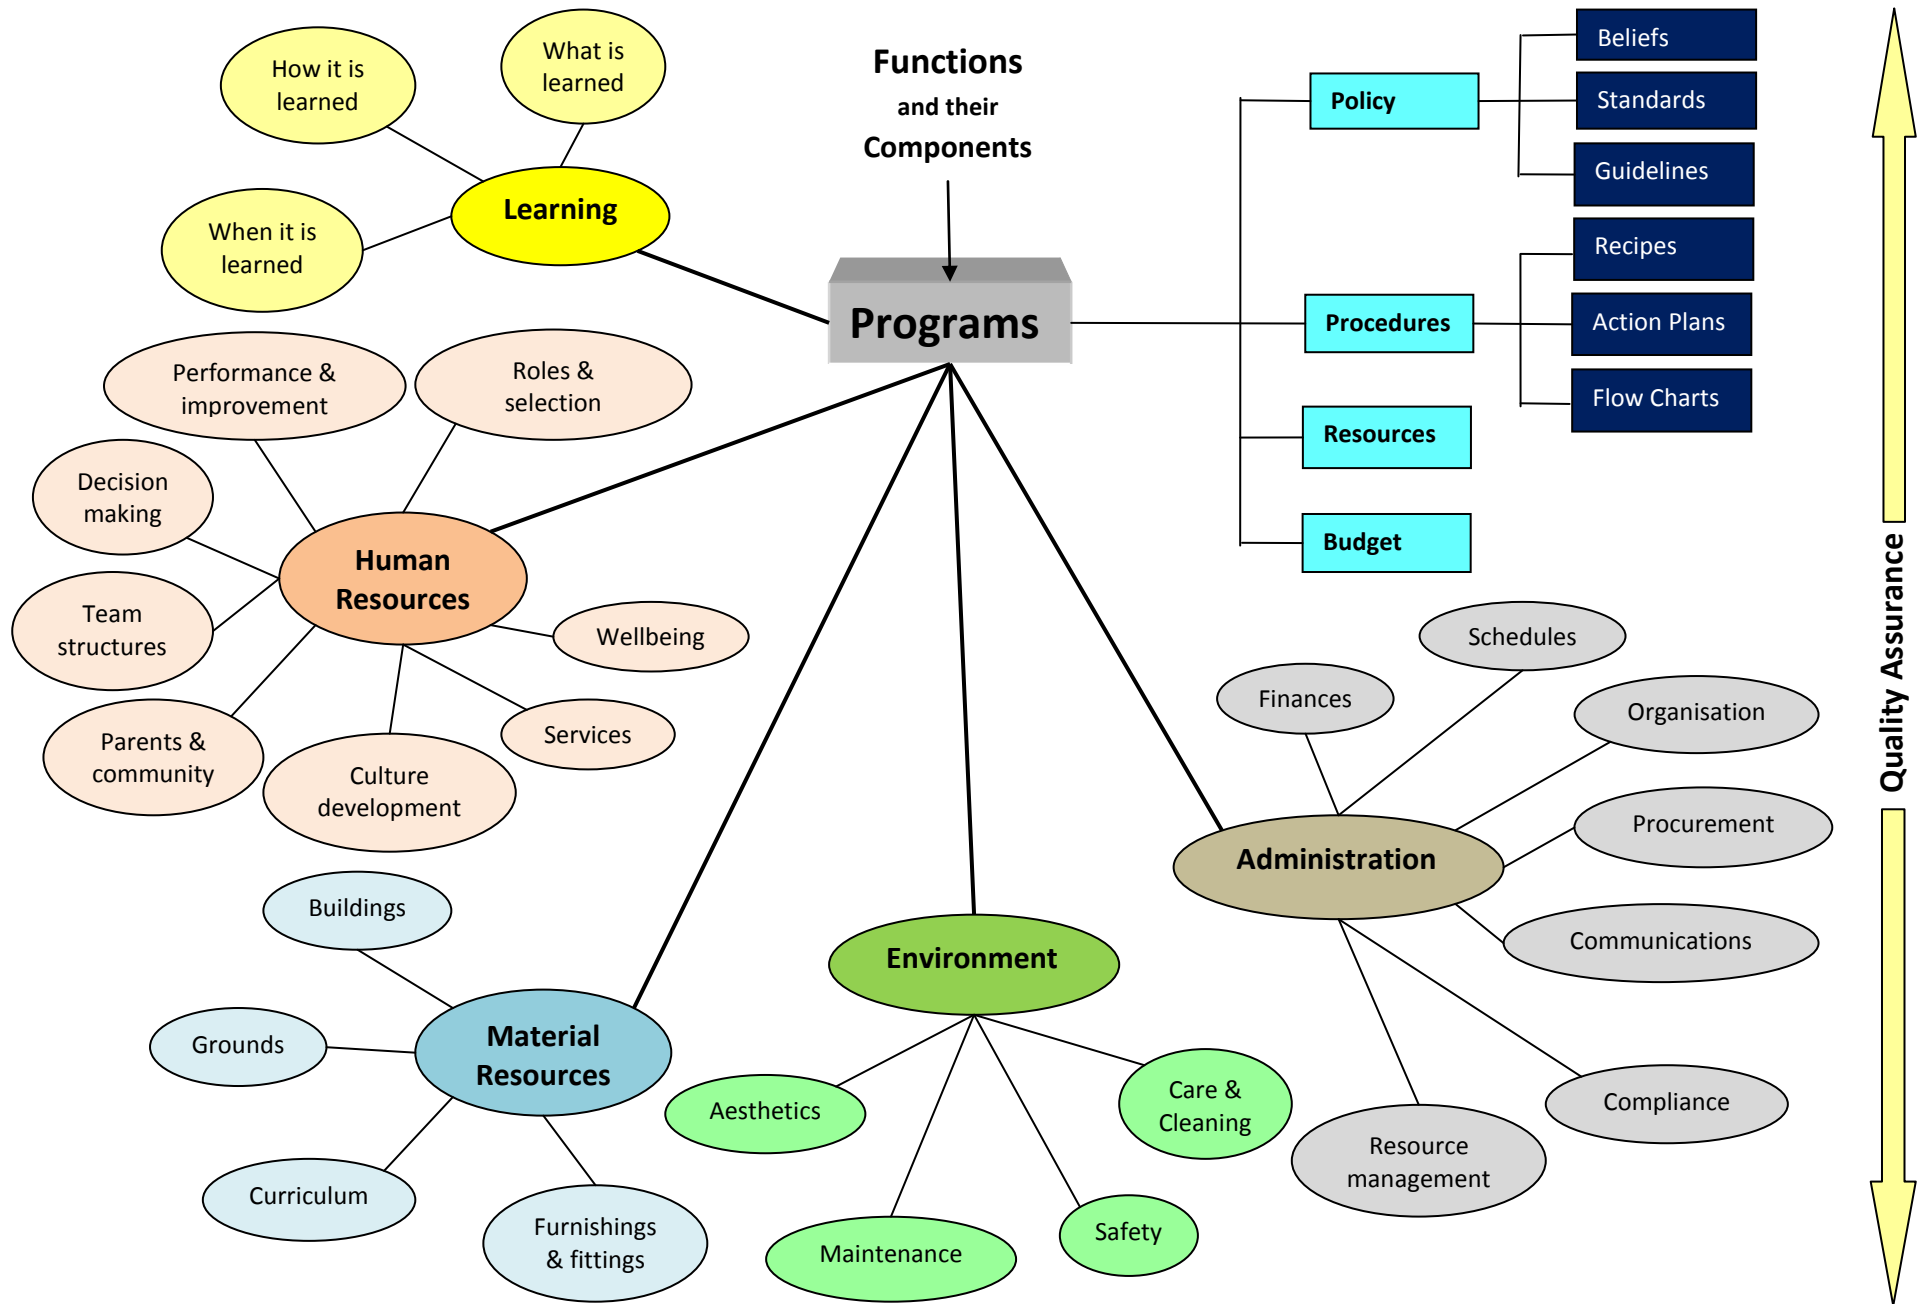 Functions
and their
Components
Programs
What is
learned
How it is
learned
When it is
learned
Learning
Performance &
improvement
Roles &
selection
Decision
making
Team
structures
Parents &
community
Culture
development
Services
Wellbeing
Human
Resources
Buildings
Grounds
Curriculum
Furnishings
& fittings
Material
Resources
Environment
Aesthetics
Maintenance
Safety
Care &
Cleaning
Administration
Finances
Schedules
Organisation
Procurement
Communications
Compliance
Resource
management
Policy
Beliefs
Standards
Guidelines
Procedures
Recipes
Action Plans
Flow Charts
Resources
Budget
Quality Assurance